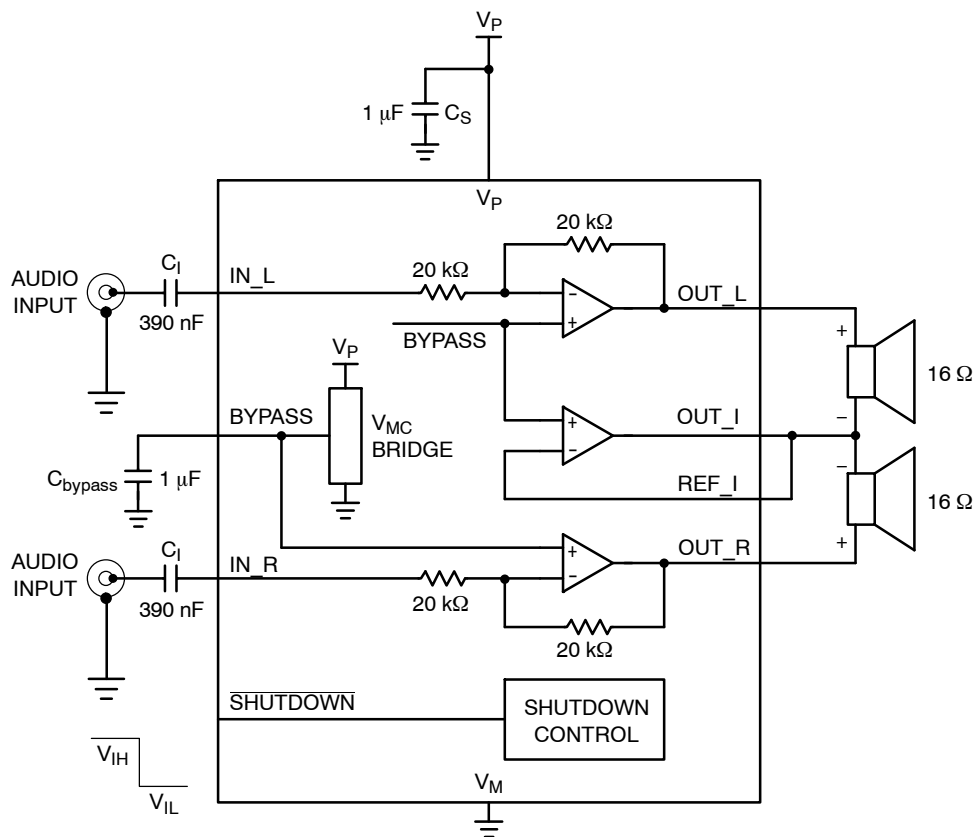 V_P
1 μF
C_S
V_P
20 kΩ
AUDIO
INPUT
C_I
390 nF
IN_L
20 kΩ
−
+
OUT_L
BYPASS
+
−
16 Ω
V_P
BYPASS
V_MC
BRIDGE
+
−
OUT_I
REF_I
C_bypass
1 μF
−
+
16 Ω
AUDIO
INPUT
C_I
390 nF
IN_R
20 kΩ
+
−
OUT_R
20 kΩ
SHUTDOWN
SHUTDOWN
CONTROL
V_IH
V_IL
V_M